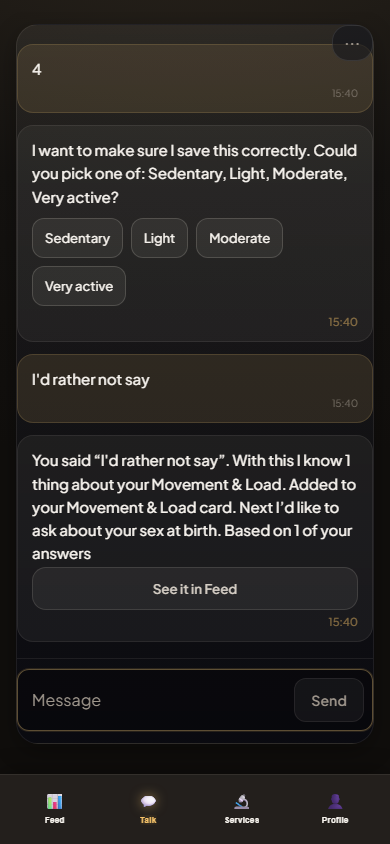 ...
4
15:40
I want to make sure I save this correctly. Could
you pick one of: Sedentary, Light, Moderate,
Very active?
Sedentary
Light
Moderate
Very active
15:40
I'd rather not say
15:40
You said “I'd rather not say”. With this I know 1
thing about your Movement & Load. Added to
your Movement & Load card. Next I’d like to
ask about your sex at birth. Based on 1 of your
answers
See it in Feed
15:40
Message
Send
Feed
Talk
Services
Profile